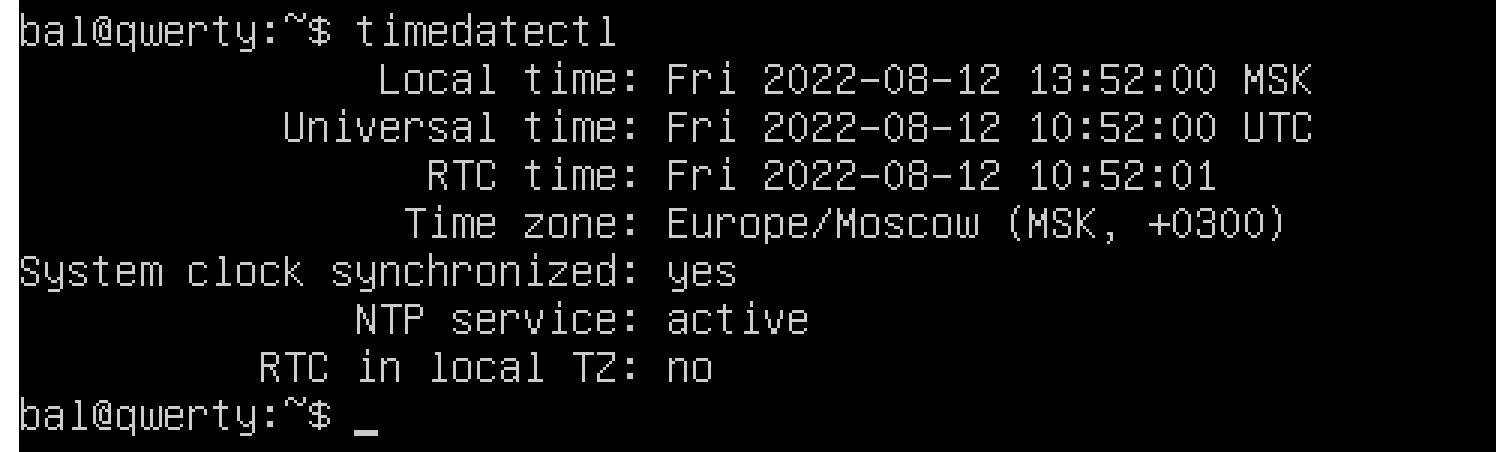 bal@qwerty:~$ timedatectl
Local time: Fri 2022-08-12 13:52:00 MSK
Universal time: Fri 2022-08-12 10:52:00 UTC
RTC time: Fri 2022-08-12 10:52:01
Time zone: Europe/Moscow (MSK, +0300)
System clock synchronized: yes
NTP service: active
RTC in local TZ: no
bal@qwerty:~$ _